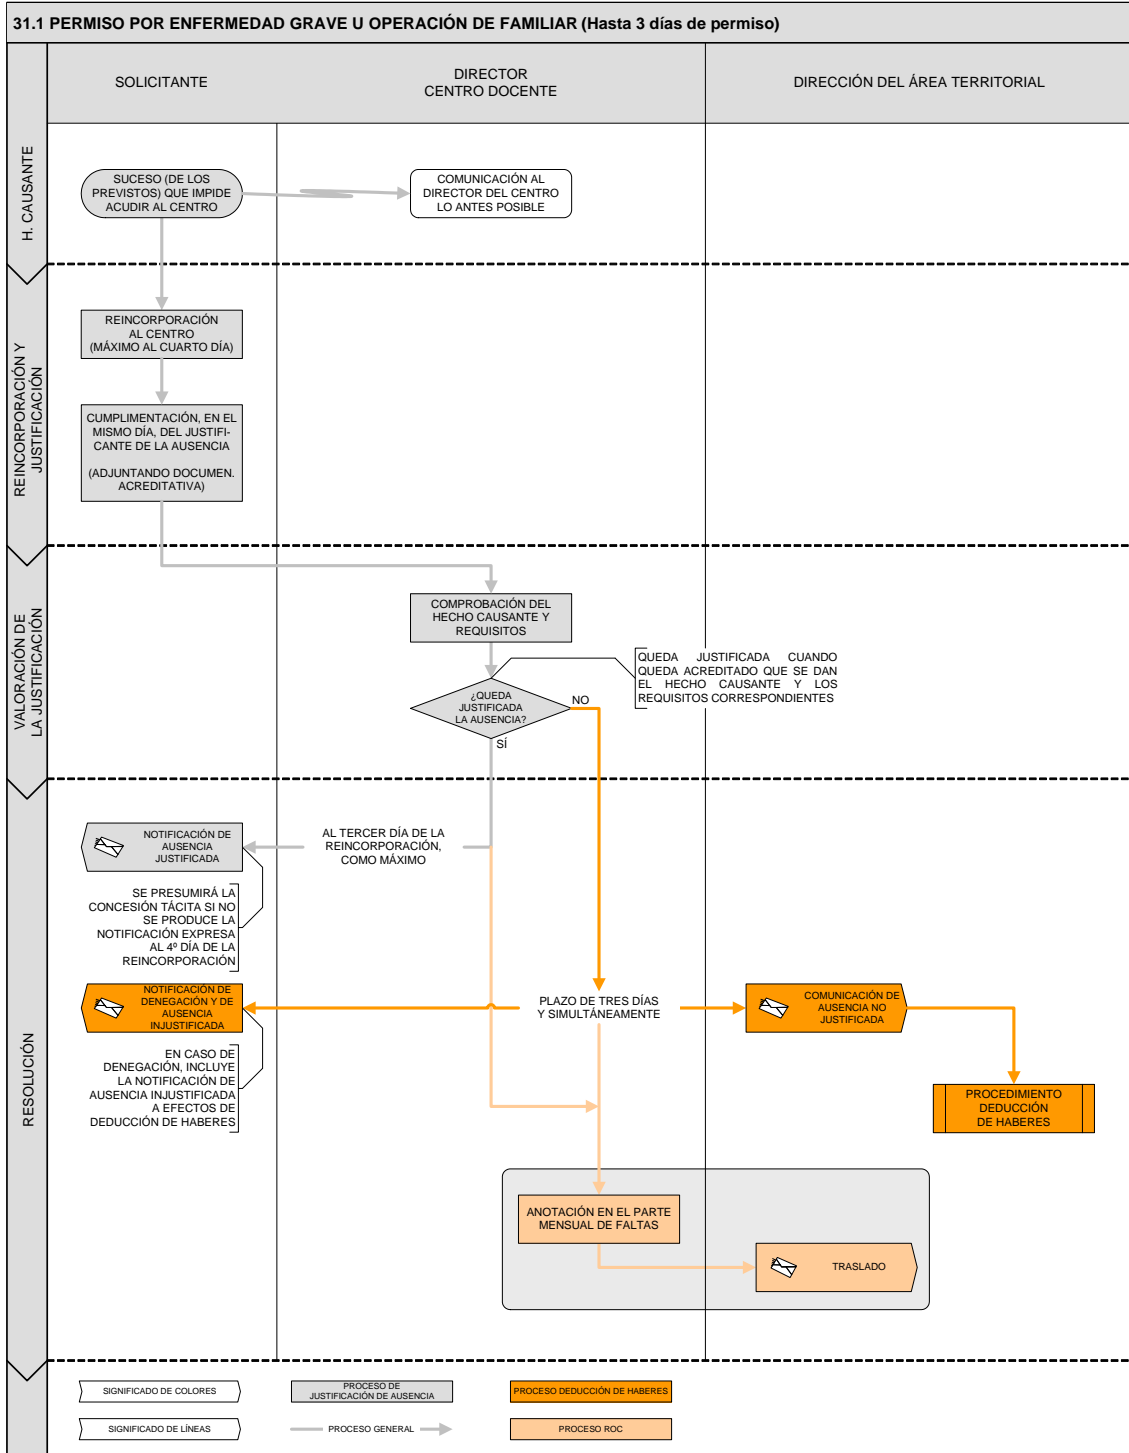 31.1 PERMISO POR ENFERMEDAD GRAVE U OPERACIÓN DE FAMILIAR (Hasta 3 días de permiso)
SOLICITANTE
DIRECTOR
CENTRO DOCENTE
DIRECCIÓN DEL ÁREA TERRITORIAL
H. CAUSANTE
SUCESO (DE LOS
PREVISTOS) QUE IMPIDE
ACUDIR AL CENTRO
COMUNICACIÓN AL
DIRECTOR DEL CENTRO
LO ANTES POSIBLE
REINCORPORACIÓN Y
JUSTIFICACIÓN
REINCORPORACIÓN
AL CENTRO
(MÁXIMO AL CUARTO DÍA)
CUMPLIMENTACIÓN, EN EL
MISMO DÍA, DEL JUSTIFI-
CANTE DE LA AUSENCIA
(ADJUNTANDO DOCUMEN.
ACREDITATIVA)
VALORACIÓN DE
LA JUSTIFICACIÓN
COMPROBACIÓN DEL
HECHO CAUSANTE Y
REQUISITOS
QUEDA JUSTIFICADA CUANDO
QUEDA ACREDITADO QUE SE DAN
EL HECHO CAUSANTE Y LOS
REQUISITOS CORRESPONDIENTES
¿QUEDA
JUSTIFICADA
LA AUSENCIA?
NO
SÍ
RESOLUCIÓN
NOTIFICACIÓN DE
AUSENCIA
JUSTIFICADA
AL TERCER DÍA DE LA
REINCORPORACIÓN,
COMO MÁXIMO
SE PRESUMIRÁ LA
CONCESIÓN TÁCITA SI NO
SE PRODUCE LA
NOTIFICACIÓN EXPRESA
AL 4º DÍA DE LA
REINCORPORACIÓN
NOTIFICACIÓN DE
DENEGACIÓN Y DE
AUSENCIA
INJUSTIFICADA
PLAZO DE TRES DÍAS
Y SIMULTÁNEAMENTE
COMUNICACIÓN DE
AUSENCIA NO
JUSTIFICADA
EN CASO DE
DENEGACIÓN, INCLUYE
LA NOTIFICACIÓN DE
AUSENCIA INJUSTIFICADA
A EFECTOS DE
DEDUCCIÓN DE HABERES
PROCEDIMIENTO
DEDUCCIÓN
DE HABERES
ANOTACIÓN EN EL PARTE
MENSUAL DE FALTAS
TRASLADO
SIGNIFICADO DE COLORES
PROCESO DE
JUSTIFICACIÓN DE AUSENCIA
PROCESO DEDUCCIÓN DE HABERES
SIGNIFICADO DE LÍNEAS
PROCESO GENERAL
PROCESO ROC